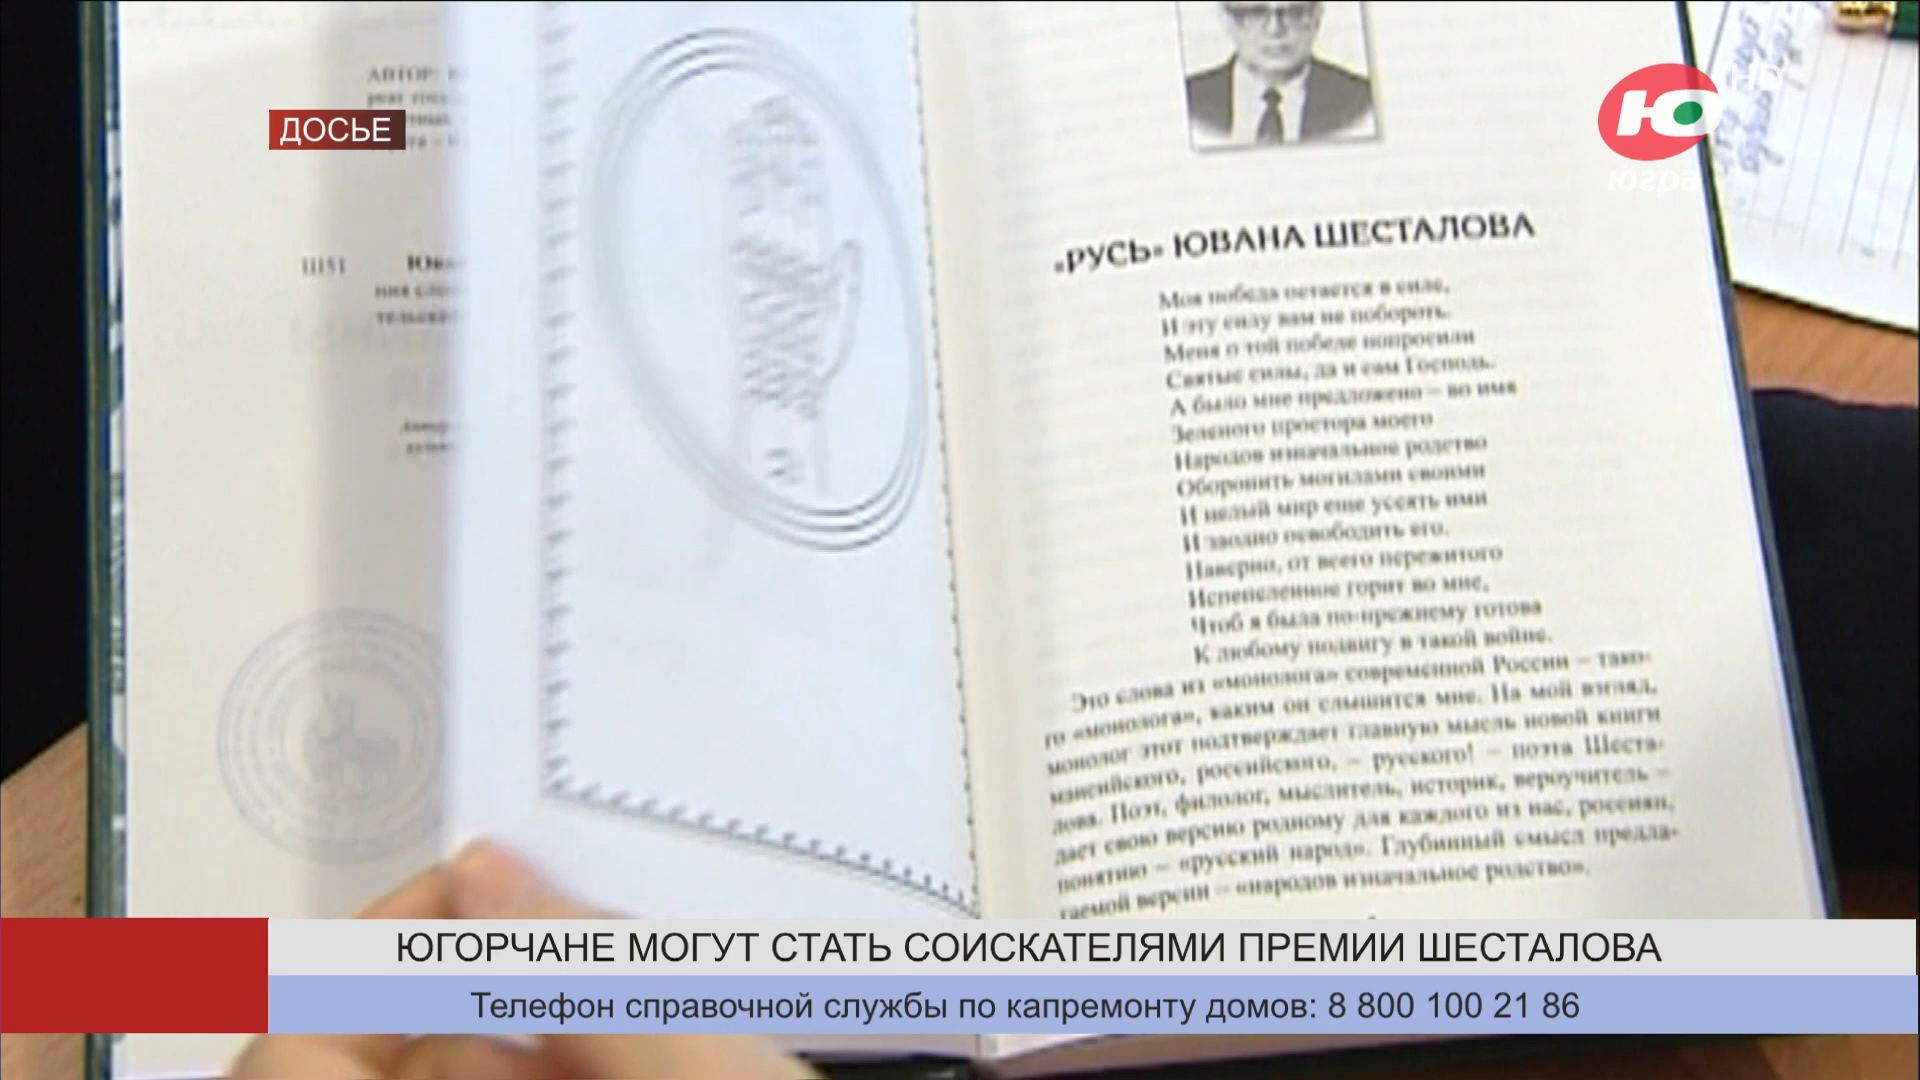 ДОСЬЕ
Ю
югра
АВТОР:
Ш51
«РУСЬ» ЮВАНА ШЕСТАЛОВА
Моя победа остается в силе,
И эту силу вам не побороть.
Меня о той победе попросили
Святые силы, да и сам Господь.
А было мне предложено – во имя
Зеленого простора моего
Народов изначальное родство
Оборонить могилами своими
И целый мир еще усеять ими
И заодно освободить его.
Наверно, от всего пережитого
Испепеленное горит во мне,
Чтоб я была по-прежнему готова
К любому подвигу в такой войне.
Это слова из «монолога» современной России – тако-
го «монолога», каким он слышится мне. На мой взгляд,
монолог этот подтверждает главную мысль новой книги
мансийского, российского, – русского! – поэта Шеста-
лова. Поэт, филолог, мыслитель, историк, вероучитель –
дает свою версию родному для каждого из нас, россиян,
понятию – «русский народ». Глубинный смысл предла-
гаемой версии – «народов изначальное родство».
ЮГОРЧАНЕ МОГУТ СТАТЬ СОИСКАТЕЛЯМИ ПРЕМИИ ШЕСТАЛОВА
Телефон справочной службы по капремонту домов: 8 800 100 21 86